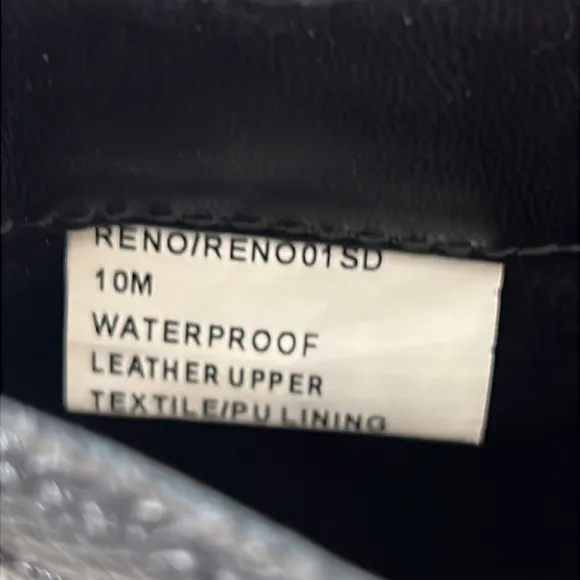 RENO/RENO01SD
10M
WATERPROOF
LEATHER UPPER
TEXTILE/PU LINING